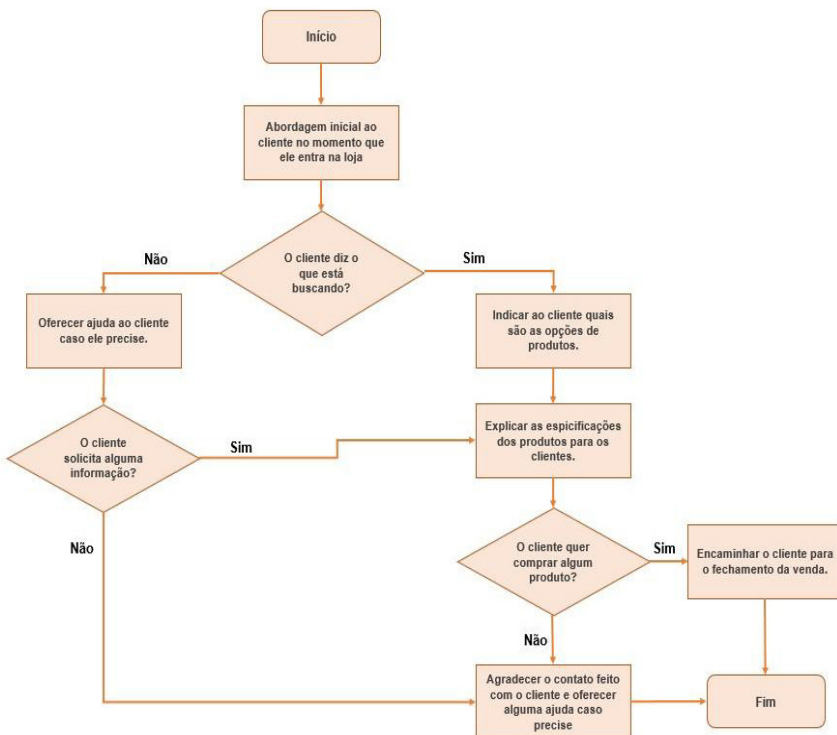 Início
Abordagem inicial ao
cliente no momento que
ele entra na loja
O cliente diz o
que está
buscando?
Não
Sim
Oferecer ajuda ao cliente
caso ele precise.
Indicar ao cliente quais
são as opções de
produtos.
O cliente
solicita alguma
informação?
Sim
Explicar as espicificações
dos produtos para os
clientes.
Não
O cliente quer
comprar algum
produto?
Sim
Encaminhar o cliente para
o fechamento da venda.
Não
Agradecer o contato feito
com o cliente e oferecer
alguma ajuda caso
precise
Fim